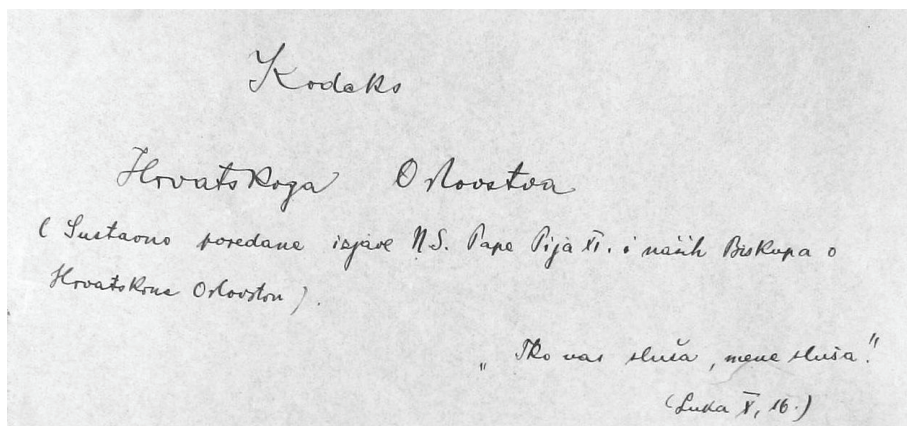 Kodeks
Hrvatskoga Orlovstva
( Sustavno poredane izjave N.S. Pape Pija XI. i naših Biskupa o
Hrvatskome Orlovstvu ).
„ Tko vas sluša, mene sluša."
(Luka X, 16.)